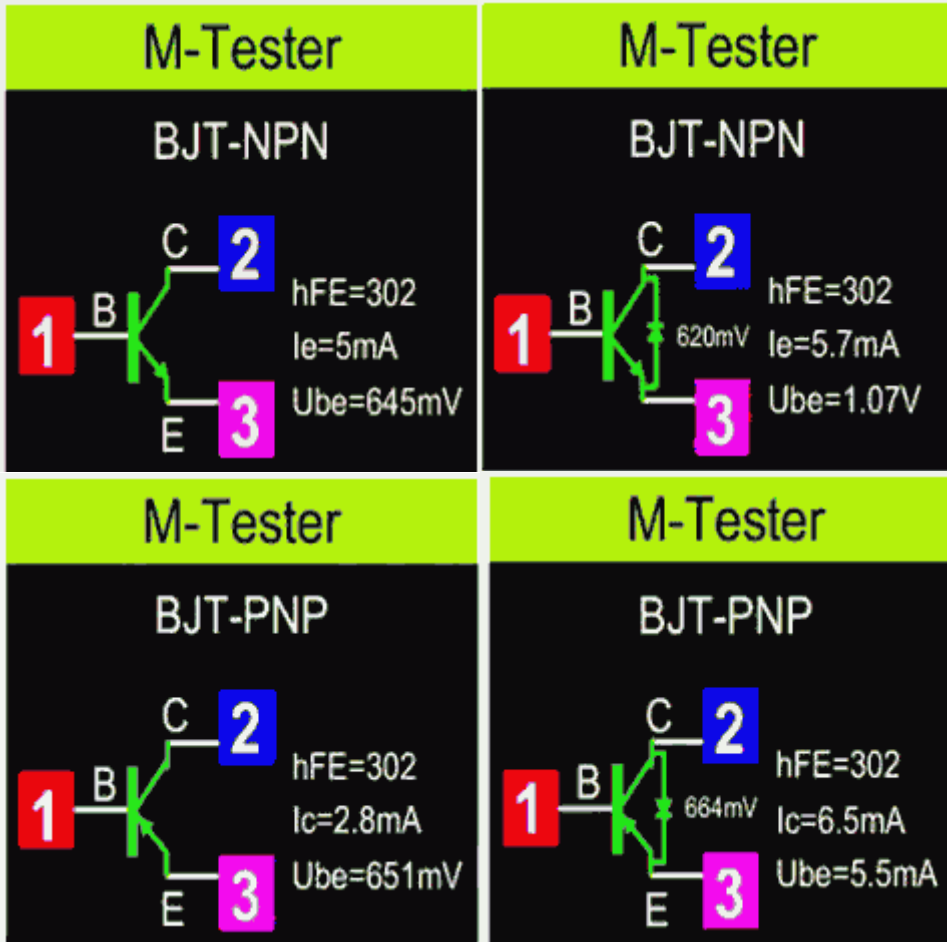 M-Tester
BJT-NPN
C 2
1 B
hFE=302
Ie=5mA
Ube=645mV
E 3
M-Tester
BJT-NPN
C 2
1 B
620mV
hFE=302
Ie=5.7mA
Ube=1.07V
3
M-Tester
BJT-PNP
C 2
1 B
hFE=302
Ic=2.8mA
Ube=651mV
E 3
M-Tester
BJT-PNP
C 2
1 B
664mV
hFE=302
Ic=6.5mA
Ube=5.5mA
E 3